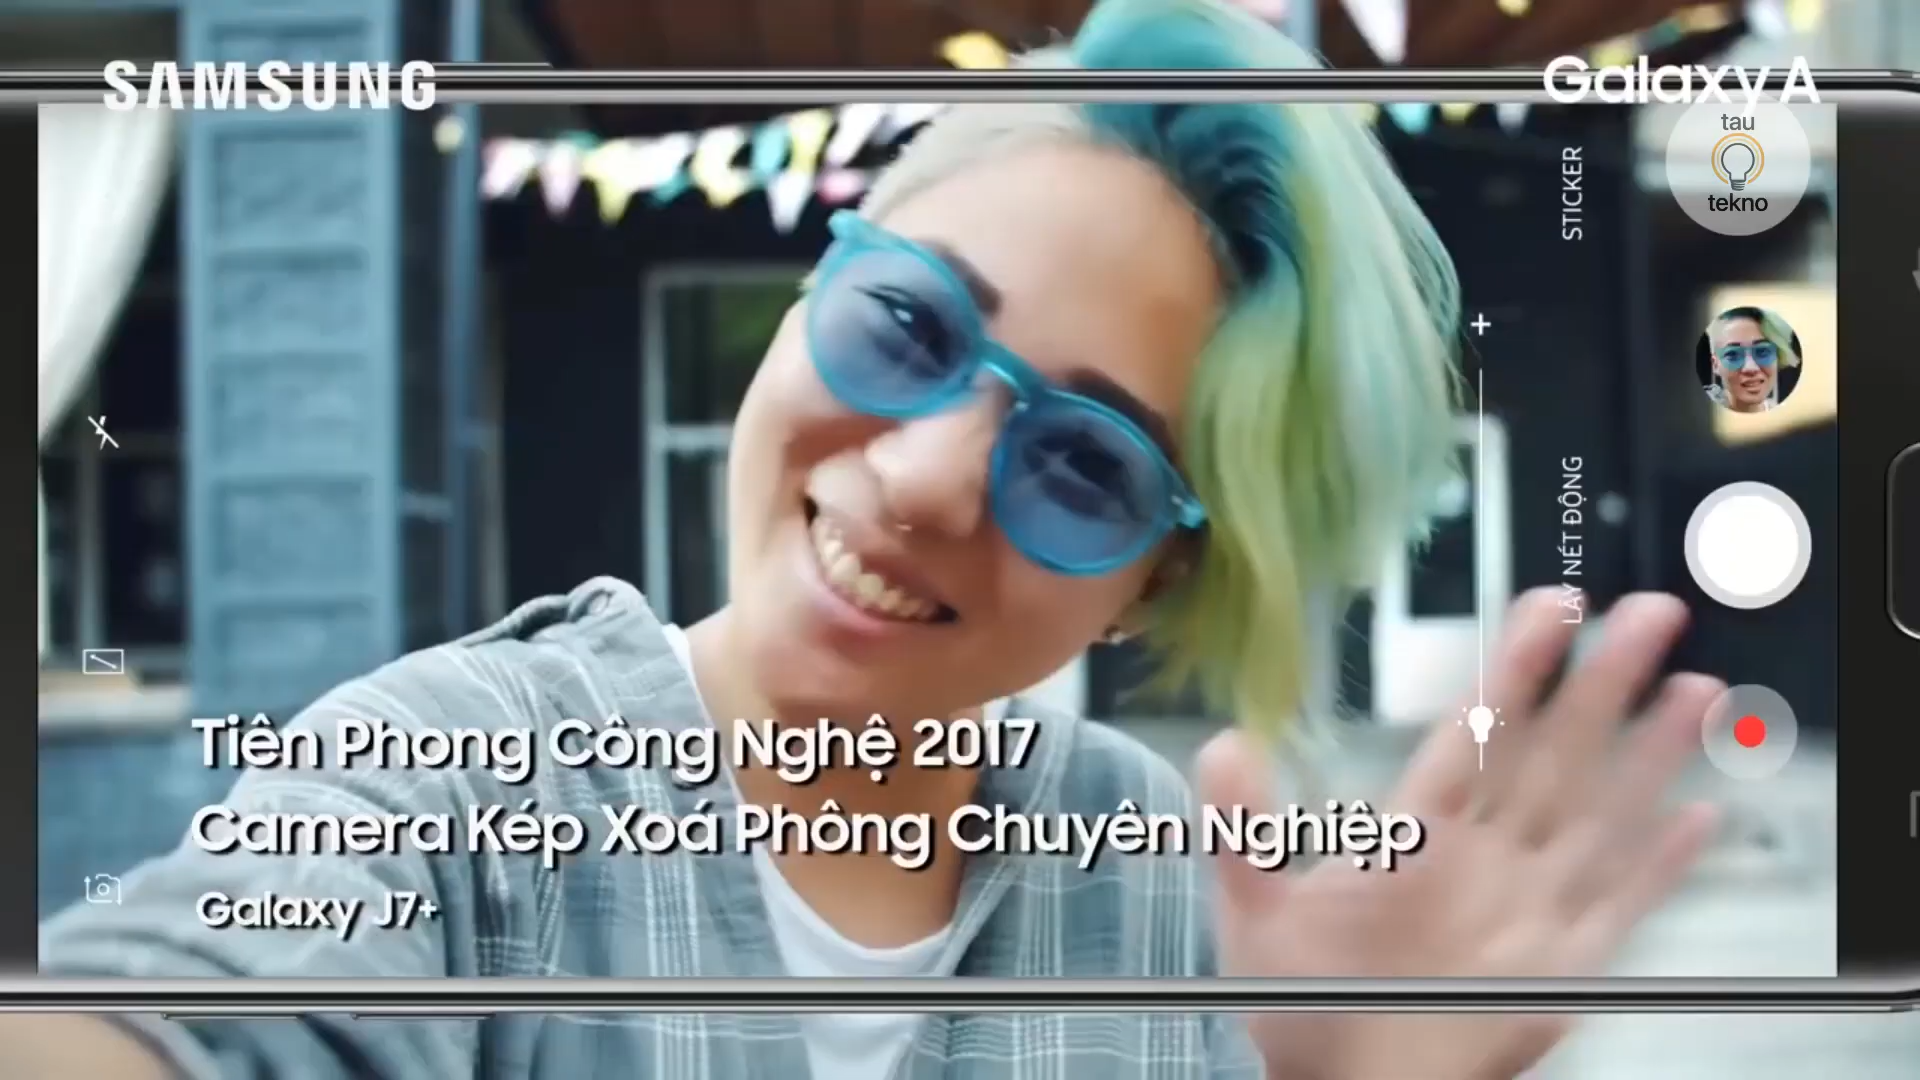 SAMSUNG
Galaxy A
tau
tekno
STICKER
LẤY NÉT ĐỘNG
Tiên Phong Công Nghệ 2017
Camera Kép Xoá Phông Chuyên Nghiệp
Galaxy J7+